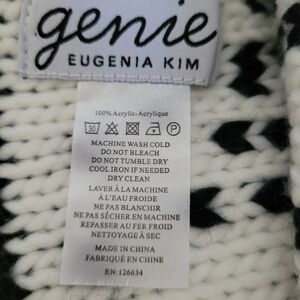 genie
EUGENIA KIM
100% Acrylic-Acrylique
30
P
MACHINE WASH COLD
DO NOT BLEACH
DO NOT TUMBLE DRY
COOL IRON IF NEEDED
DRY CLEAN
LAVER À LA MAIN
À L'EAU FROIDE
NE PAS BLANCHIR
NE PAS SÉCHER EN MACHINE
REPASSER AU FER FROID
NETTOYAGE À SEC
MADE IN CHINA
FABRIQUÉ EN CHINE
RN:126634